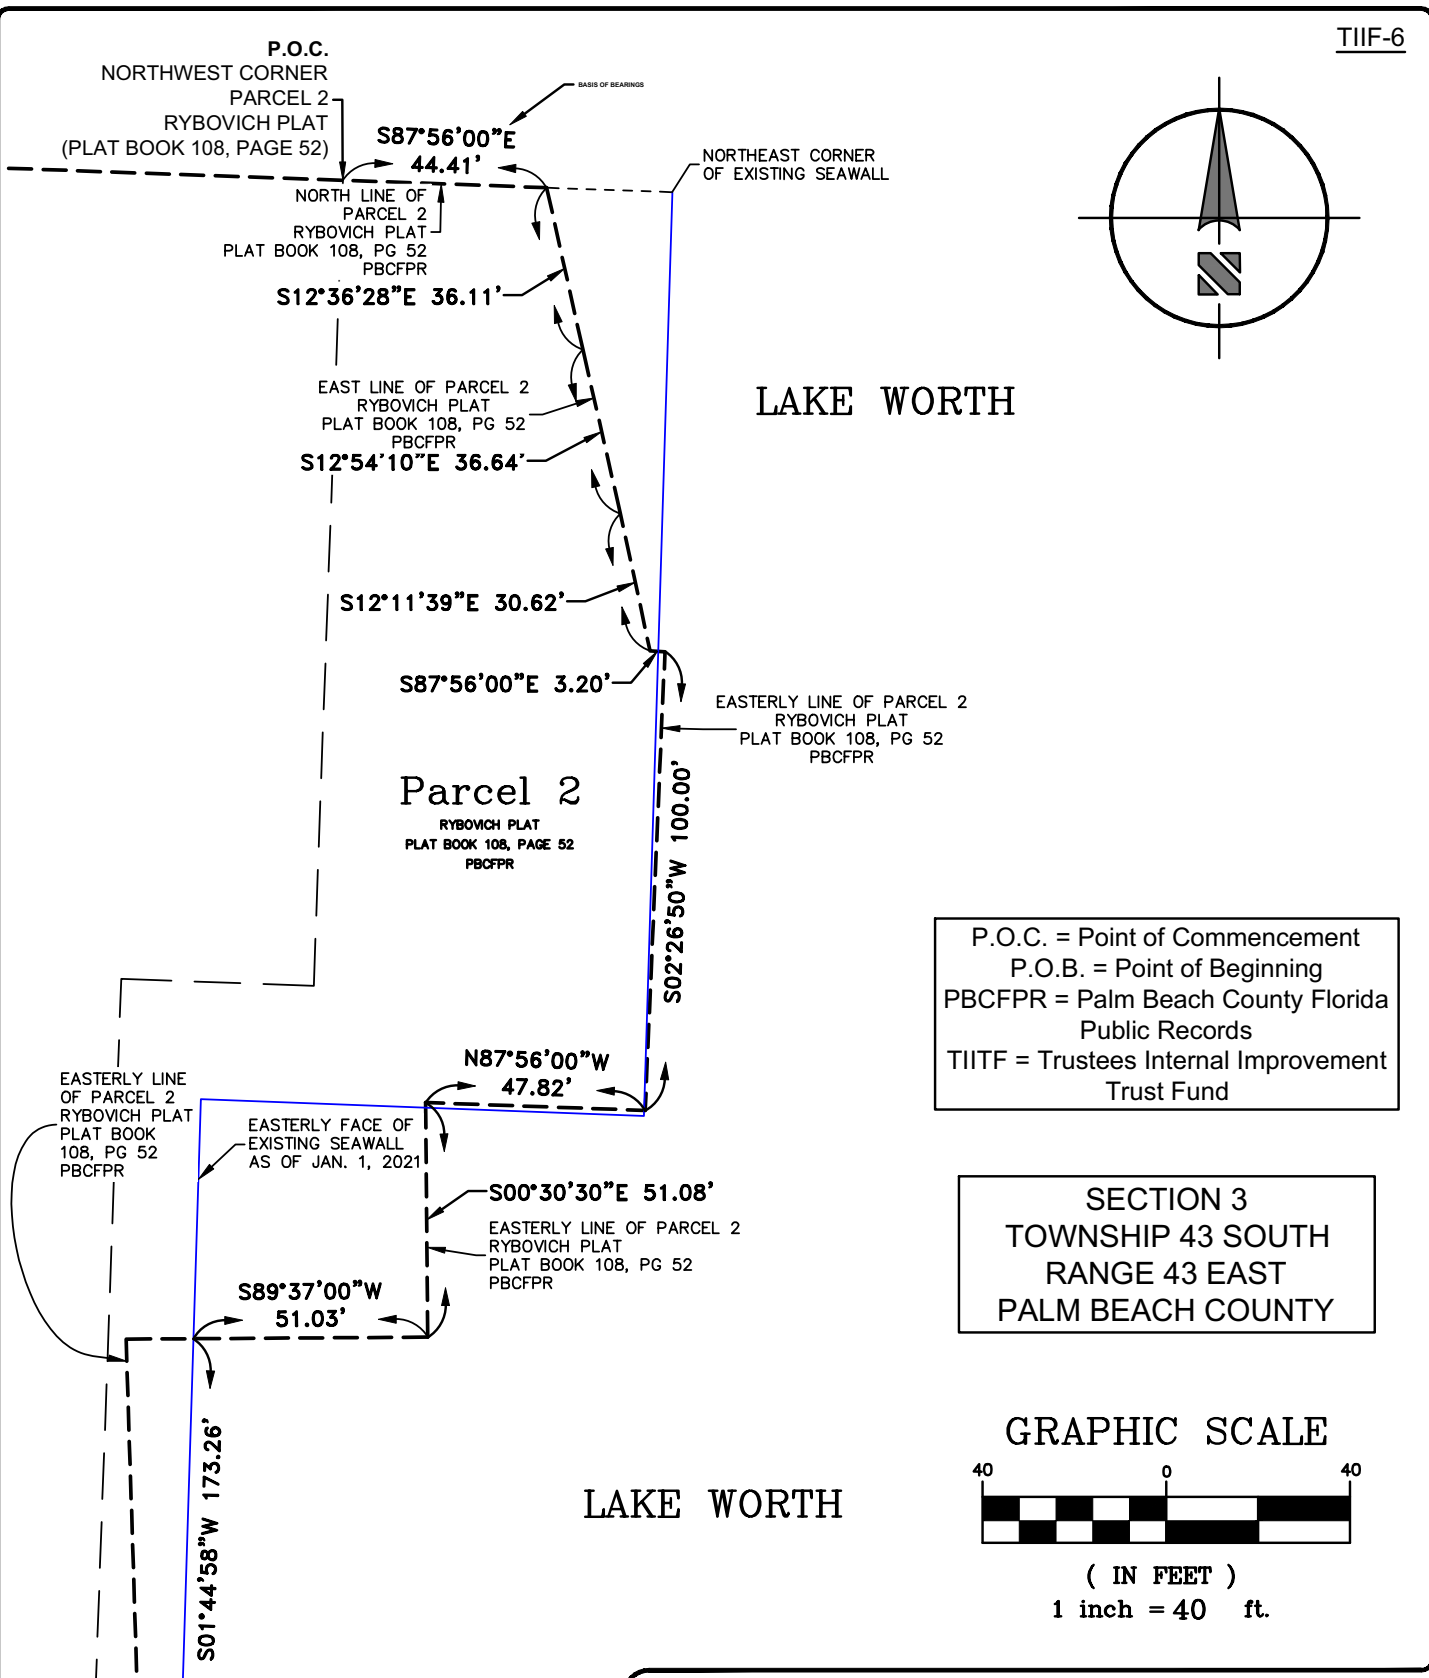 TIIF-6
P.O.C.
NORTHWEST CORNER
PARCEL 2
RYBOVICH PLAT
(PLAT BOOK 108, PAGE 52)
BASIS OF BEARINGS
S87°56'00"E
44.41'
NORTHEAST CORNER
OF EXISTING SEAWALL
NORTH LINE OF
PARCEL 2
RYBOVICH PLAT
PLAT BOOK 108, PG 52
PBCFPR
S12°36'28"E 36.11'
EAST LINE OF PARCEL 2
RYBOVICH PLAT
PLAT BOOK 108, PG 52
PBCFPR
LAKE WORTH
S12°54'10"E 36.64'
S12°11'39"E 30.62'
S87°56'00"E 3.20'
EASTERLY LINE OF PARCEL 2
RYBOVICH PLAT
PLAT BOOK 108, PG 52
PBCFPR
Parcel 2
RYBOVICH PLAT
PLAT BOOK 108, PAGE 52
PBCFPR
S02°26'50"W 100.00'
P.O.C. = Point of Commencement
P.O.B. = Point of Beginning
PBCFPR = Palm Beach County Florida
Public Records
TIITF = Trustees Internal Improvement
Trust Fund
N87°56'00"W
47.82'
EASTERLY LINE
OF PARCEL 2
RYBOVICH PLAT
PLAT BOOK
108, PG 52
PBCFPR
EASTERLY FACE OF
EXISTING SEAWALL
AS OF JAN. 1, 2021
S00°30'30"E 51.08'
EASTERLY LINE OF PARCEL 2
RYBOVICH PLAT
PLAT BOOK 108, PG 52
PBCFPR
SECTION 3
TOWNSHIP 43 SOUTH
RANGE 43 EAST
PALM BEACH COUNTY
S89°37'00"W
51.03'
S01°44'58"W 173.26'
LAKE WORTH
GRAPHIC SCALE
40 0 40
( IN FEET )
1 inch = 40 ft.
N